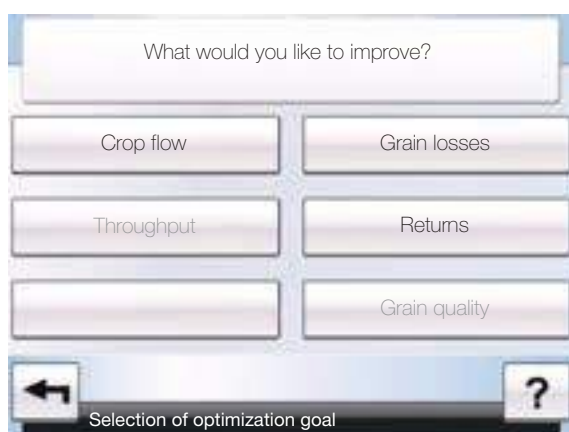 What would you like to improve?
Crop flow
Grain losses
Throughput
Returns
Grain quality
?
Selection of optimization goal